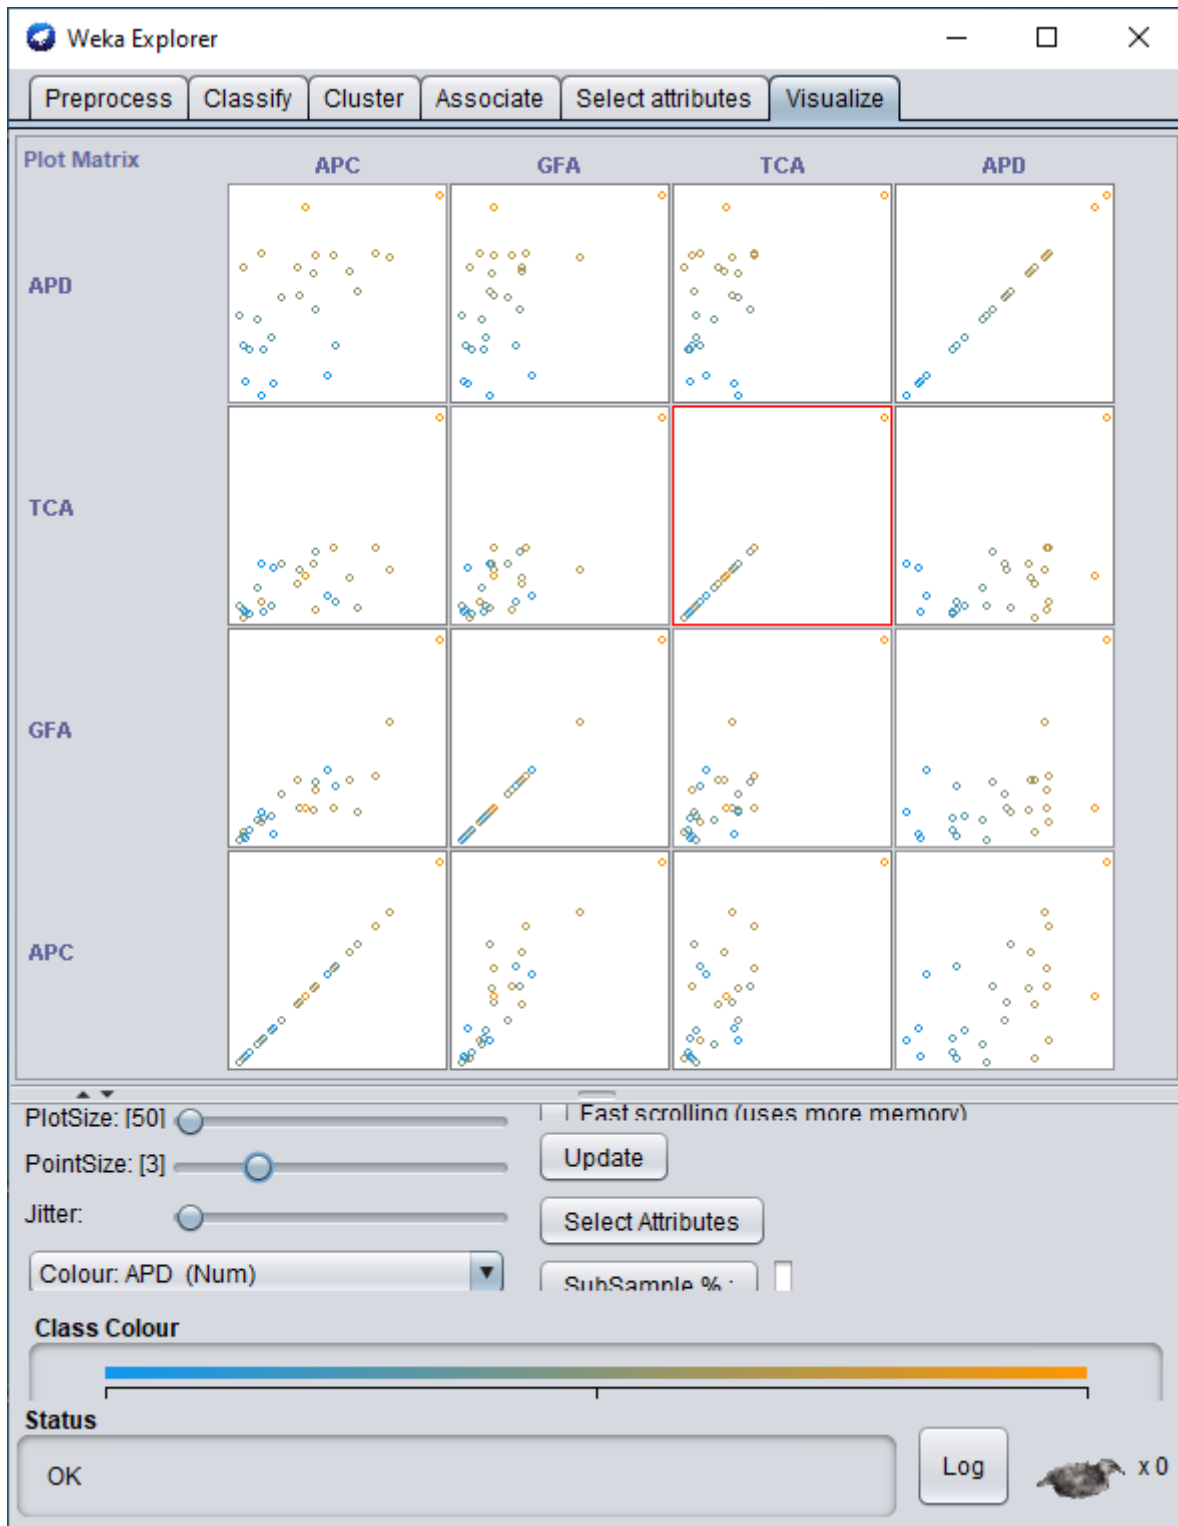 Weka Explorer
Preprocess Classify Cluster Associate Select attributes Visualize
Plot Matrix APC GFA TCA APD
APD
TCA
GFA
APC
PlotSize: [50] Fast scrolling (uses more memory)
PointSize: [3] Update
Jitter: Select Attributes
Colour: APD (Num) SubSample % :
Class Colour
Status
OK Log x 0